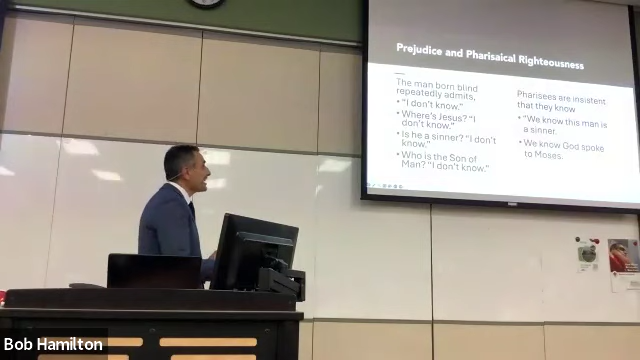 Prejudice and Pharisaical Righteousness
The man born blind
repeatedly admits,
• "I don't know."
• Where's Jesus? "I
don't know."
• Is he a sinner? "I don't
know."
• Who is the Son of
Man? "I don't know."
Pharisees are insistent
that they know
• "We know this man is
a sinner.
• We know God spoke
to Moses.
Bob Hamilton